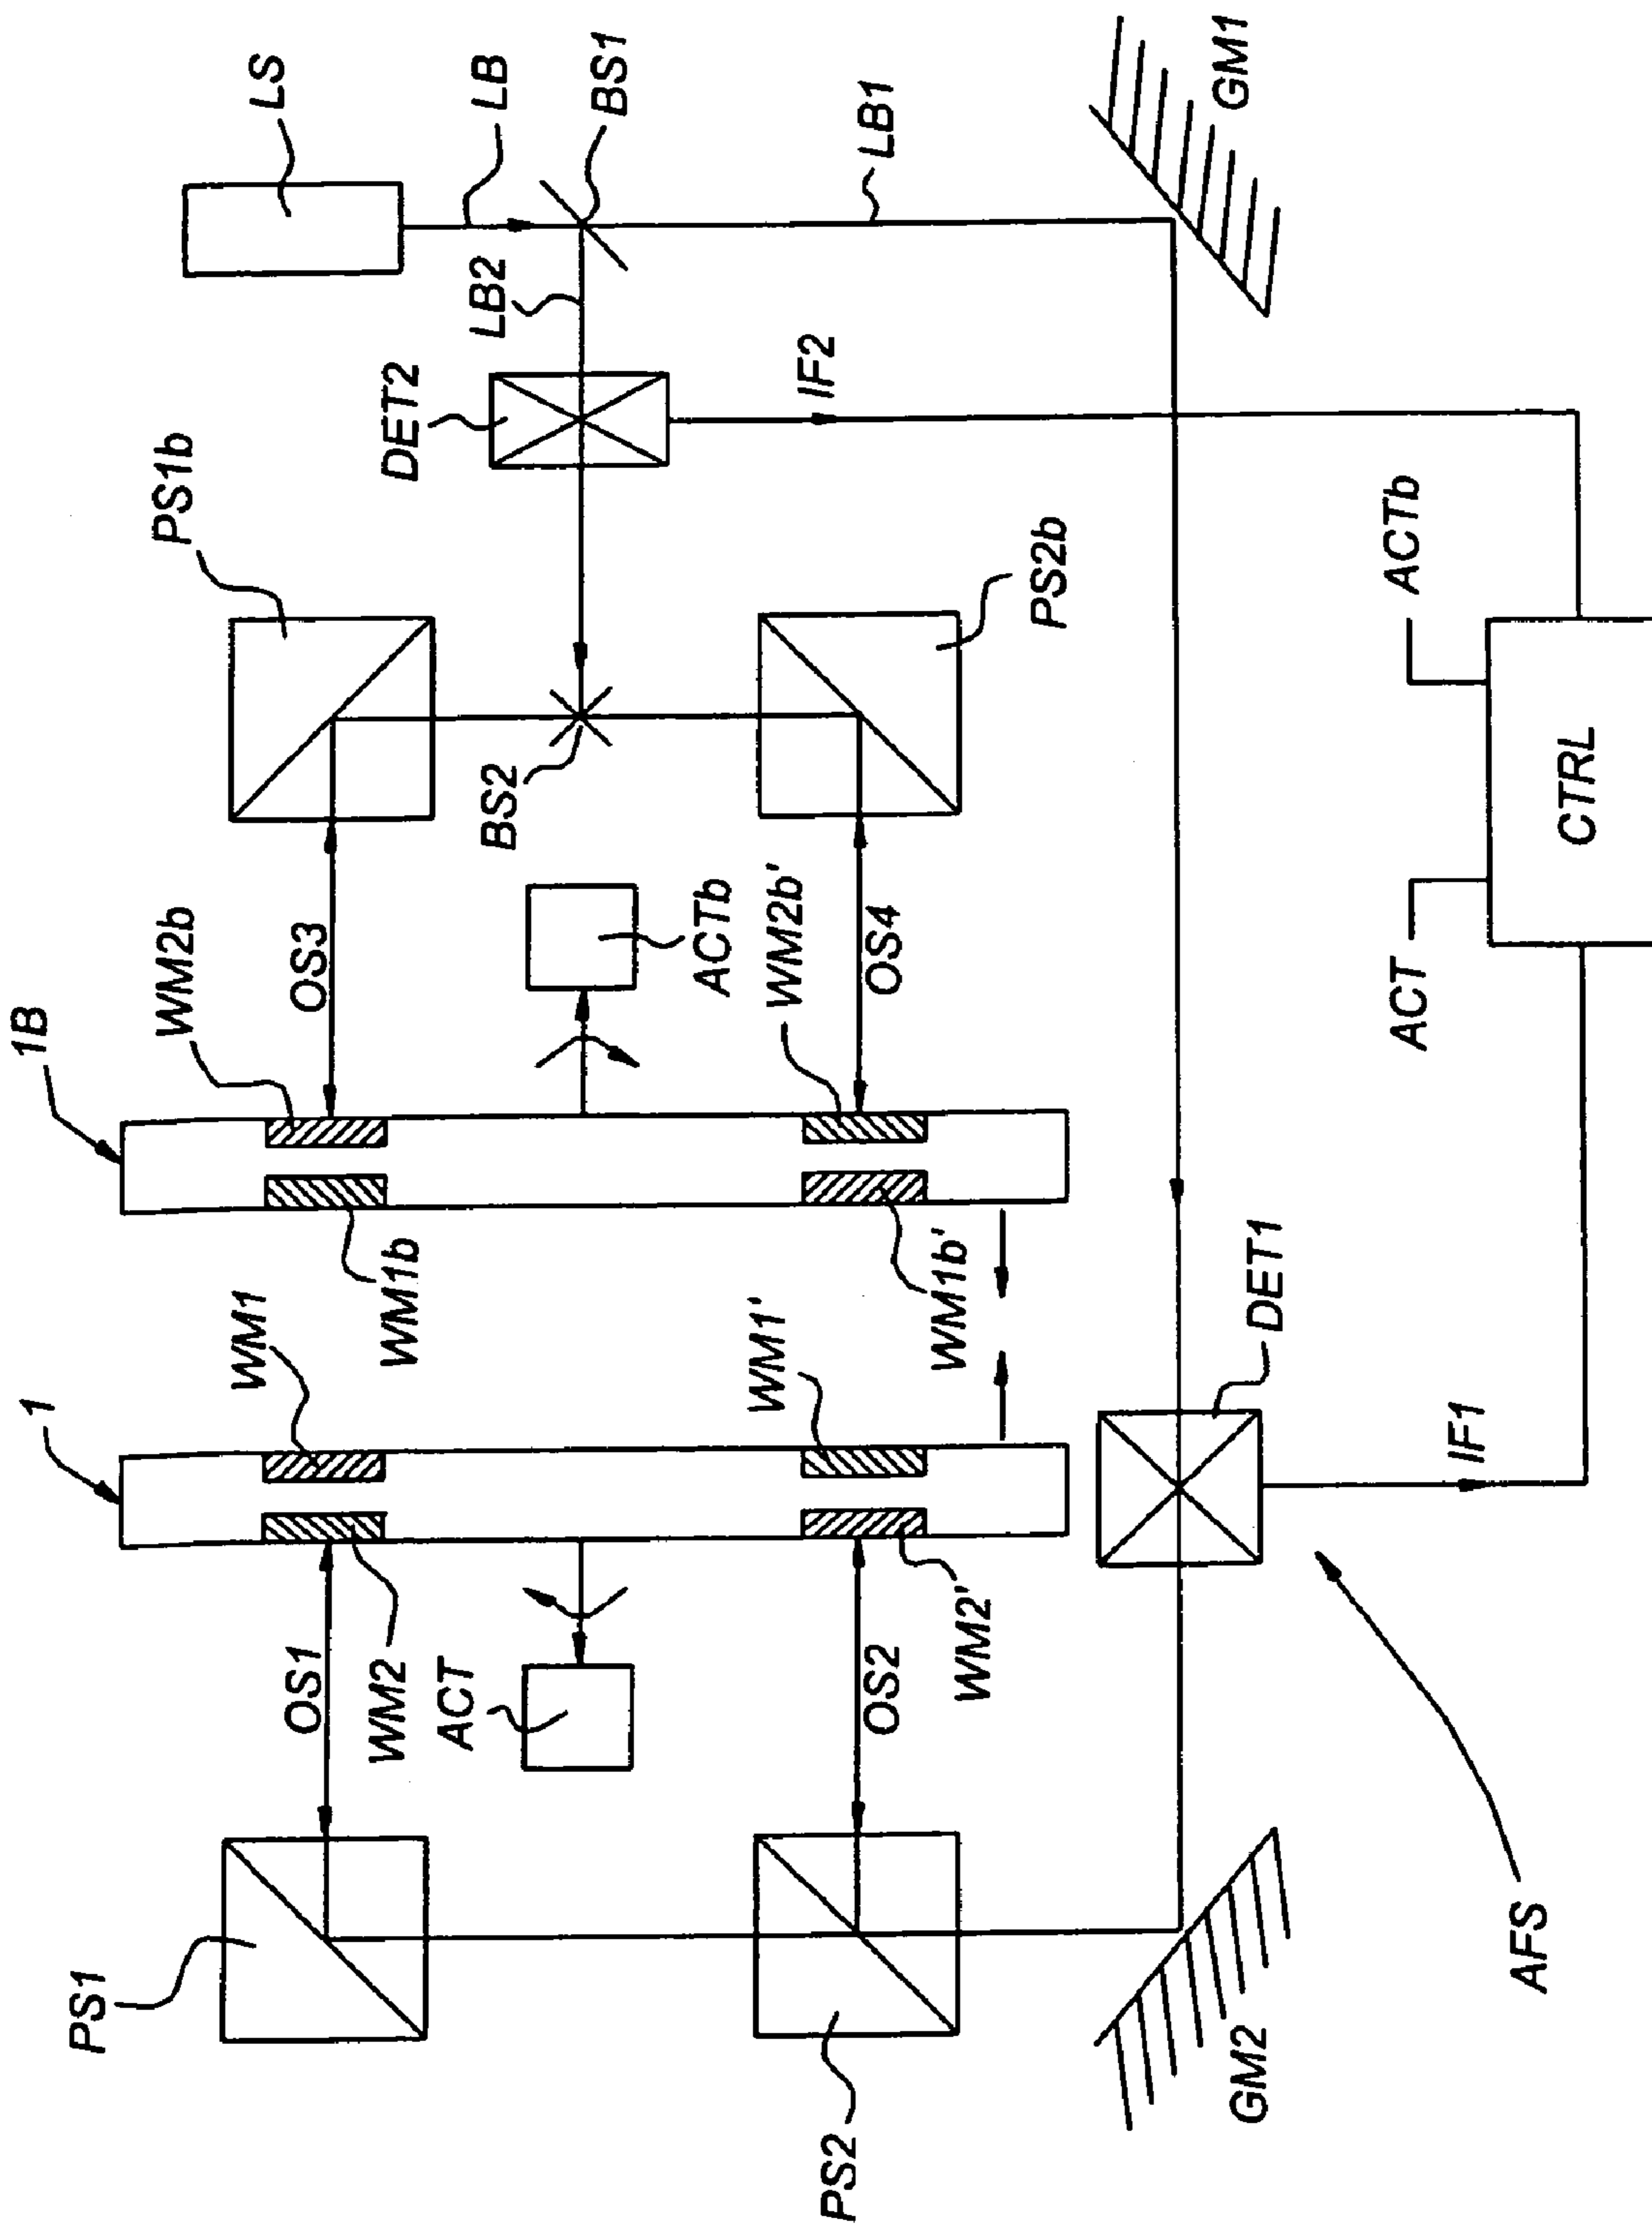 LS
LB
BS1
LB1
GM1
LB2
DET2
IF2
PS1b
PS2b
BS2
ACTb
CTRL
ACT
ACTb
WM2b
OS3
WM2b'
OS4
1B
WM1b
WM1b'
WM1
WM1'
DET1
IF1
1
OS1
WM2
ACT
OS2
WM2'
PS1
PS2
GM2
AFS